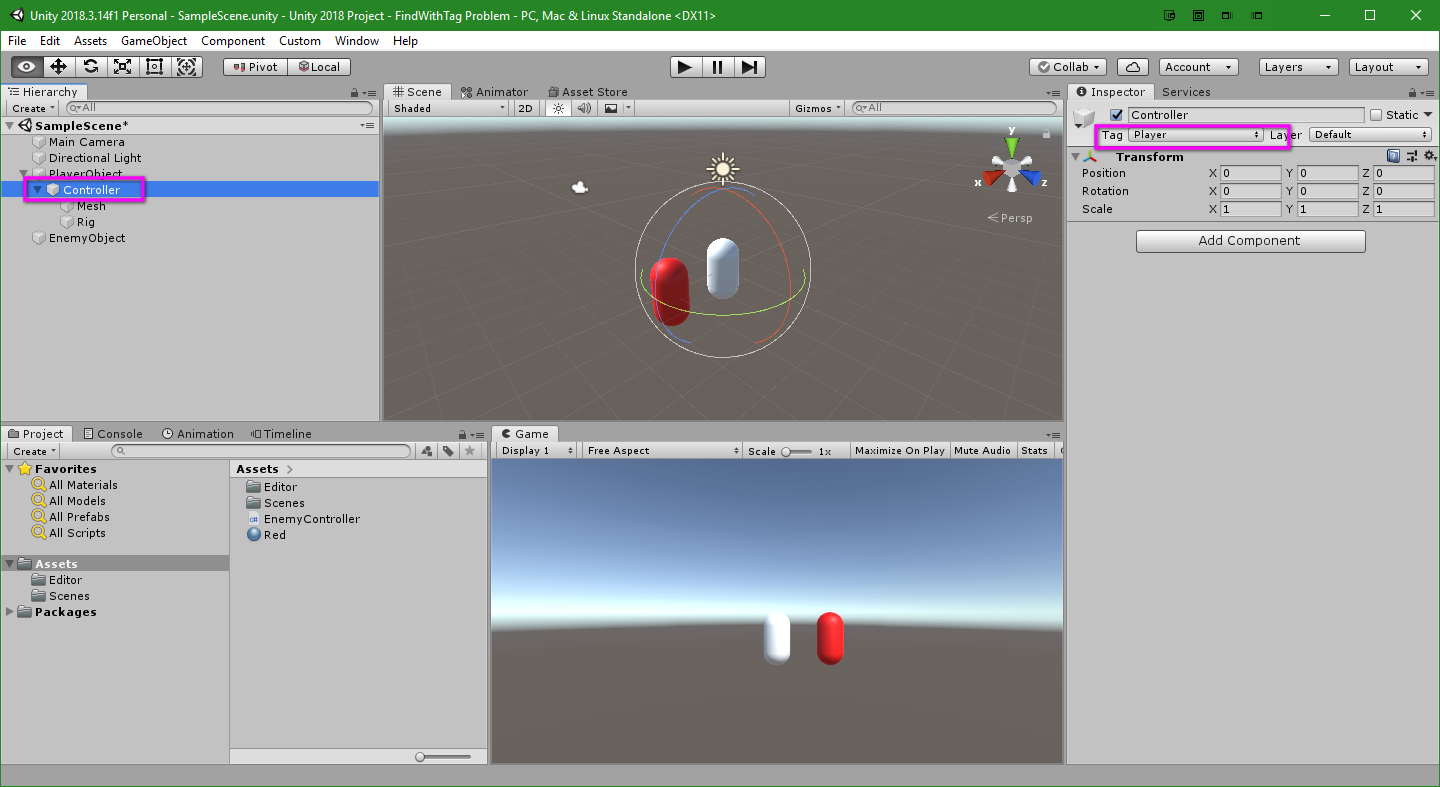 Unity 2018.3.14f1 Personal - SampleScene.unity - Unity 2018 Project - FindWithTag Problem - PC, Mac & Linux Standalone <DX11>
File Edit Assets GameObject Component Custom Window Help
Pivot Local Collab Account Layers Layout
Hierarchy
Create All
SampleScene*
Main Camera
Directional Light
PlayerObject
Controller
Mesh
Rig
EnemyObject
Scene Animator Asset Store
Shaded 2D Gizmos All
y
x z
Persp
Inspector Services
Controller Static
Tag Player Layer Default
Transform
Position X 0 Y 0 Z 0
Rotation X 0 Y 0 Z 0
Scale X 1 Y 1 Z 1
Add Component
Project Console Animation Timeline
Create
Favorites
All Materials
All Models
All Prefabs
All Scripts
Assets
Editor
Scenes
Packages
Assets
Editor
Scenes
EnemyController
Red
Game
Display 1 Free Aspect Scale 1x Maximize On Play Mute Audio Stats